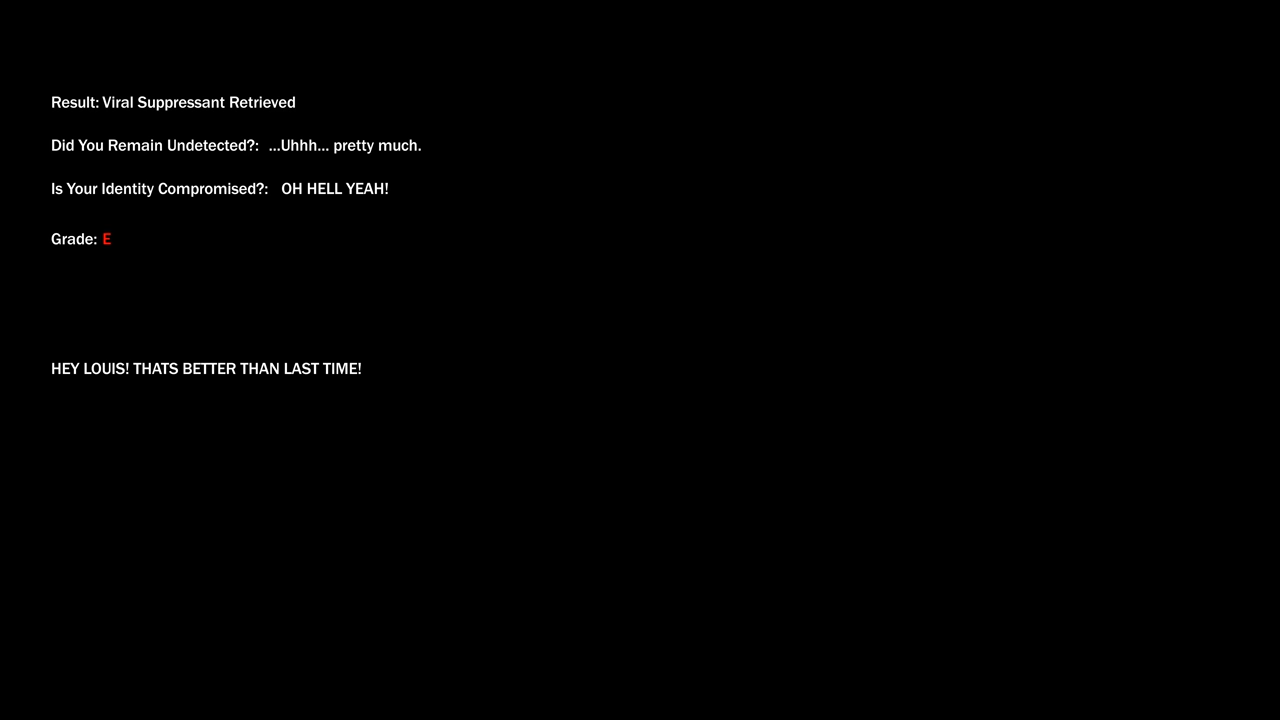 Result: Viral Suppressant Retrieved
Did You Remain Undetected?: ...Uhhh... pretty much.
Is Your Identity Compromised?: OH HELL YEAH!
Grade: E
HEY LOUIS! THATS BETTER THAN LAST TIME!